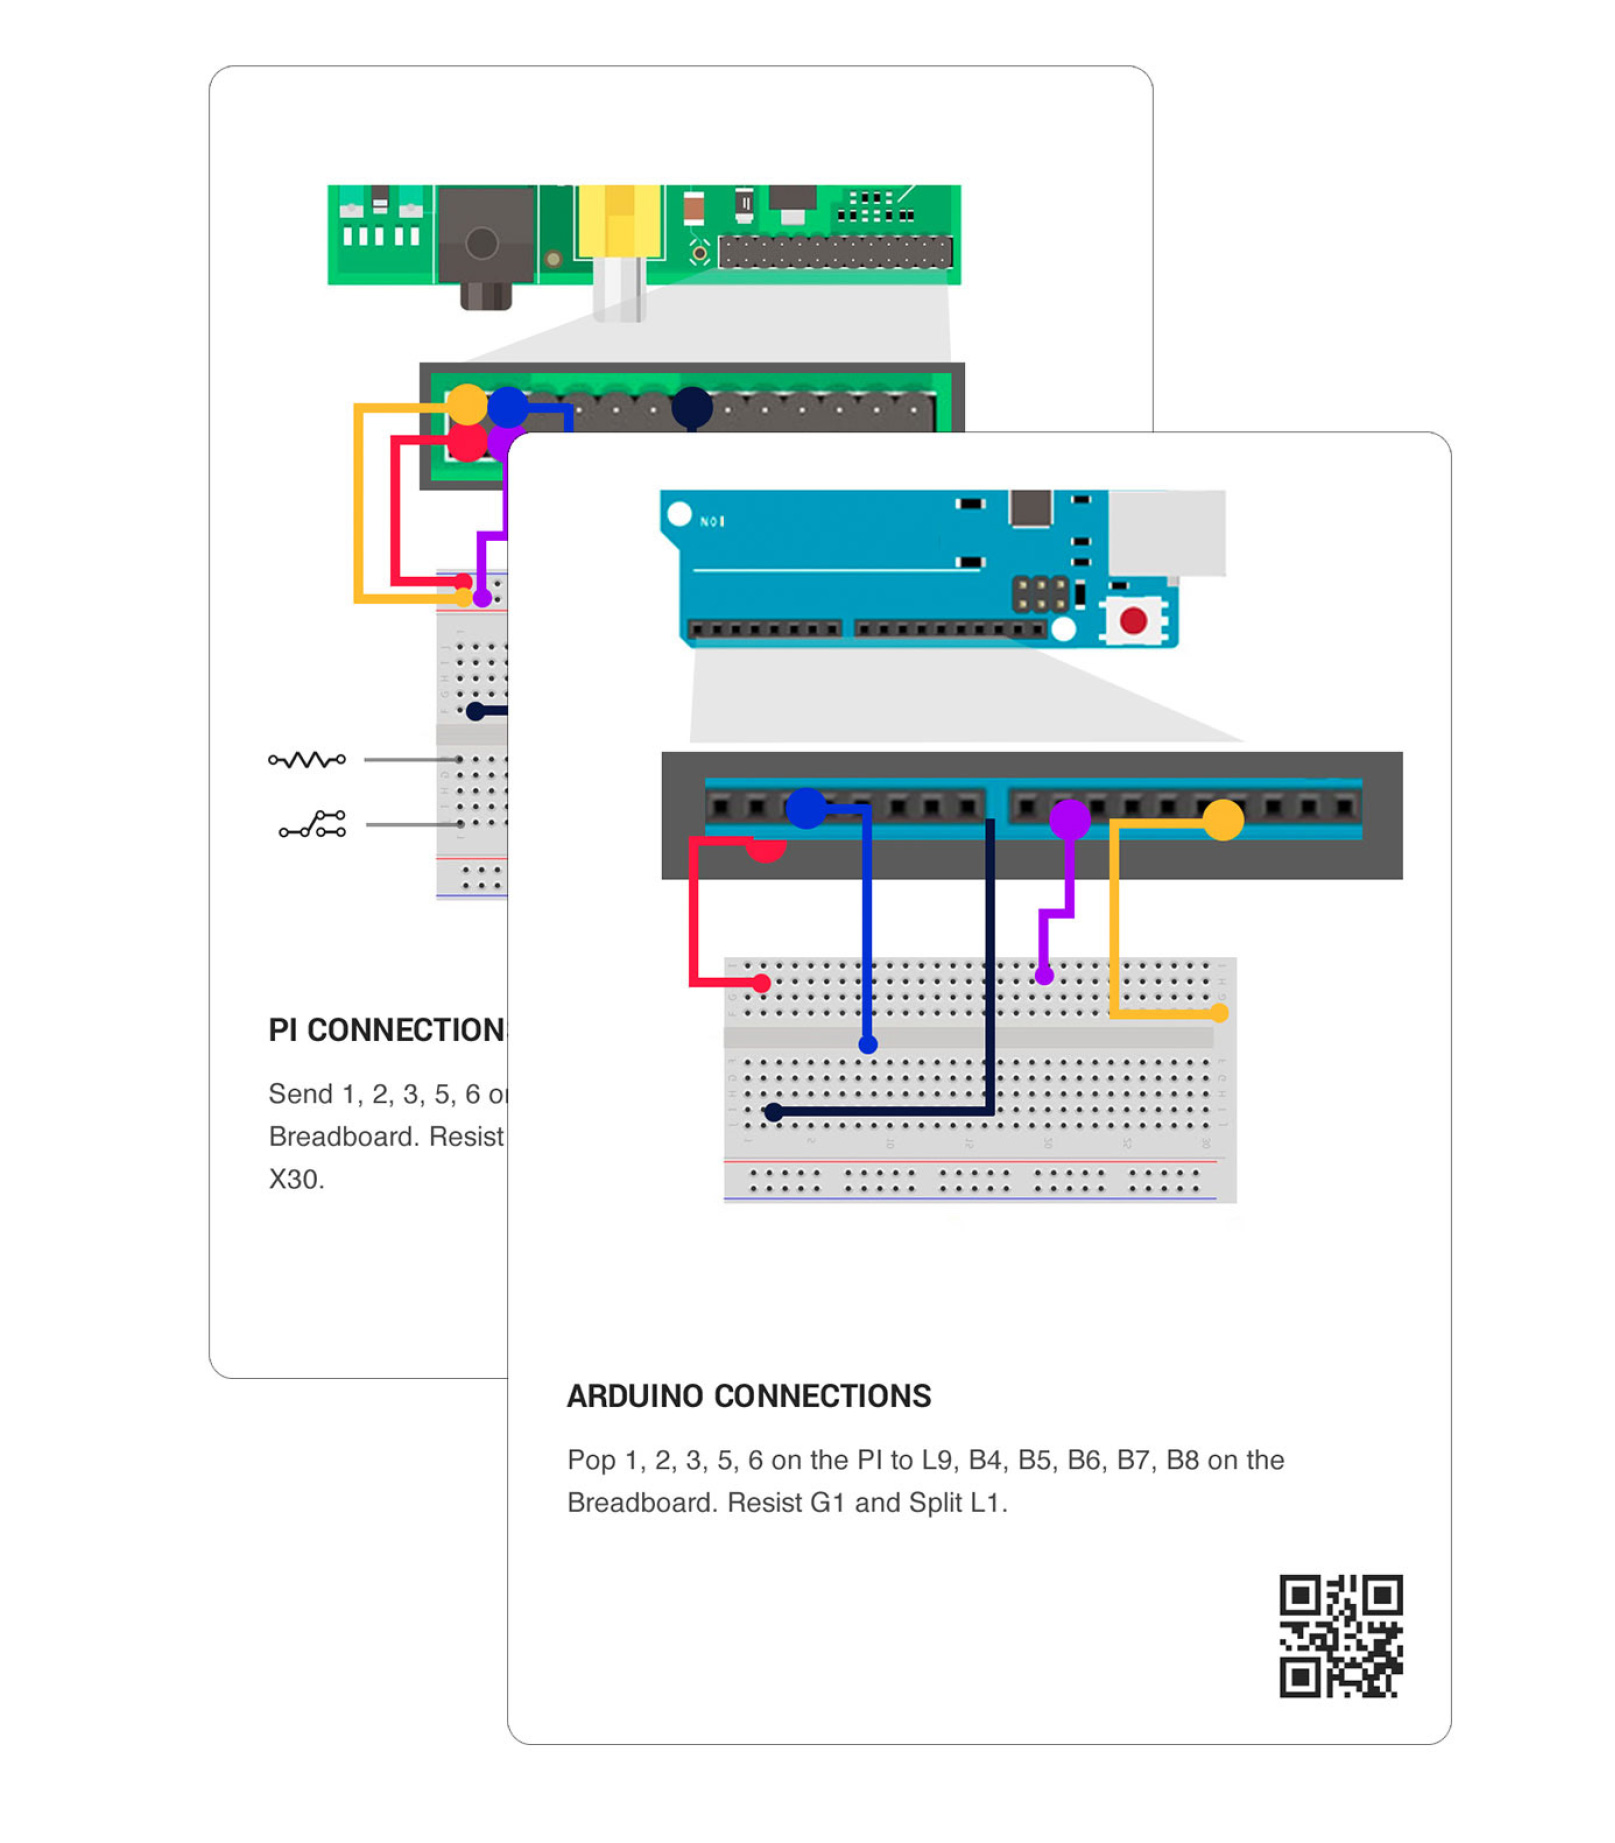 PI CONNECTION
Send 1, 2, 3, 5, 6 o
Breadboard. Resist
X30.
ARDUINO CONNECTIONS
Pop 1, 2, 3, 5, 6 on the PI to L9, B4, B5, B6, B7, B8 on the
Breadboard. Resist G1 and Split L1.